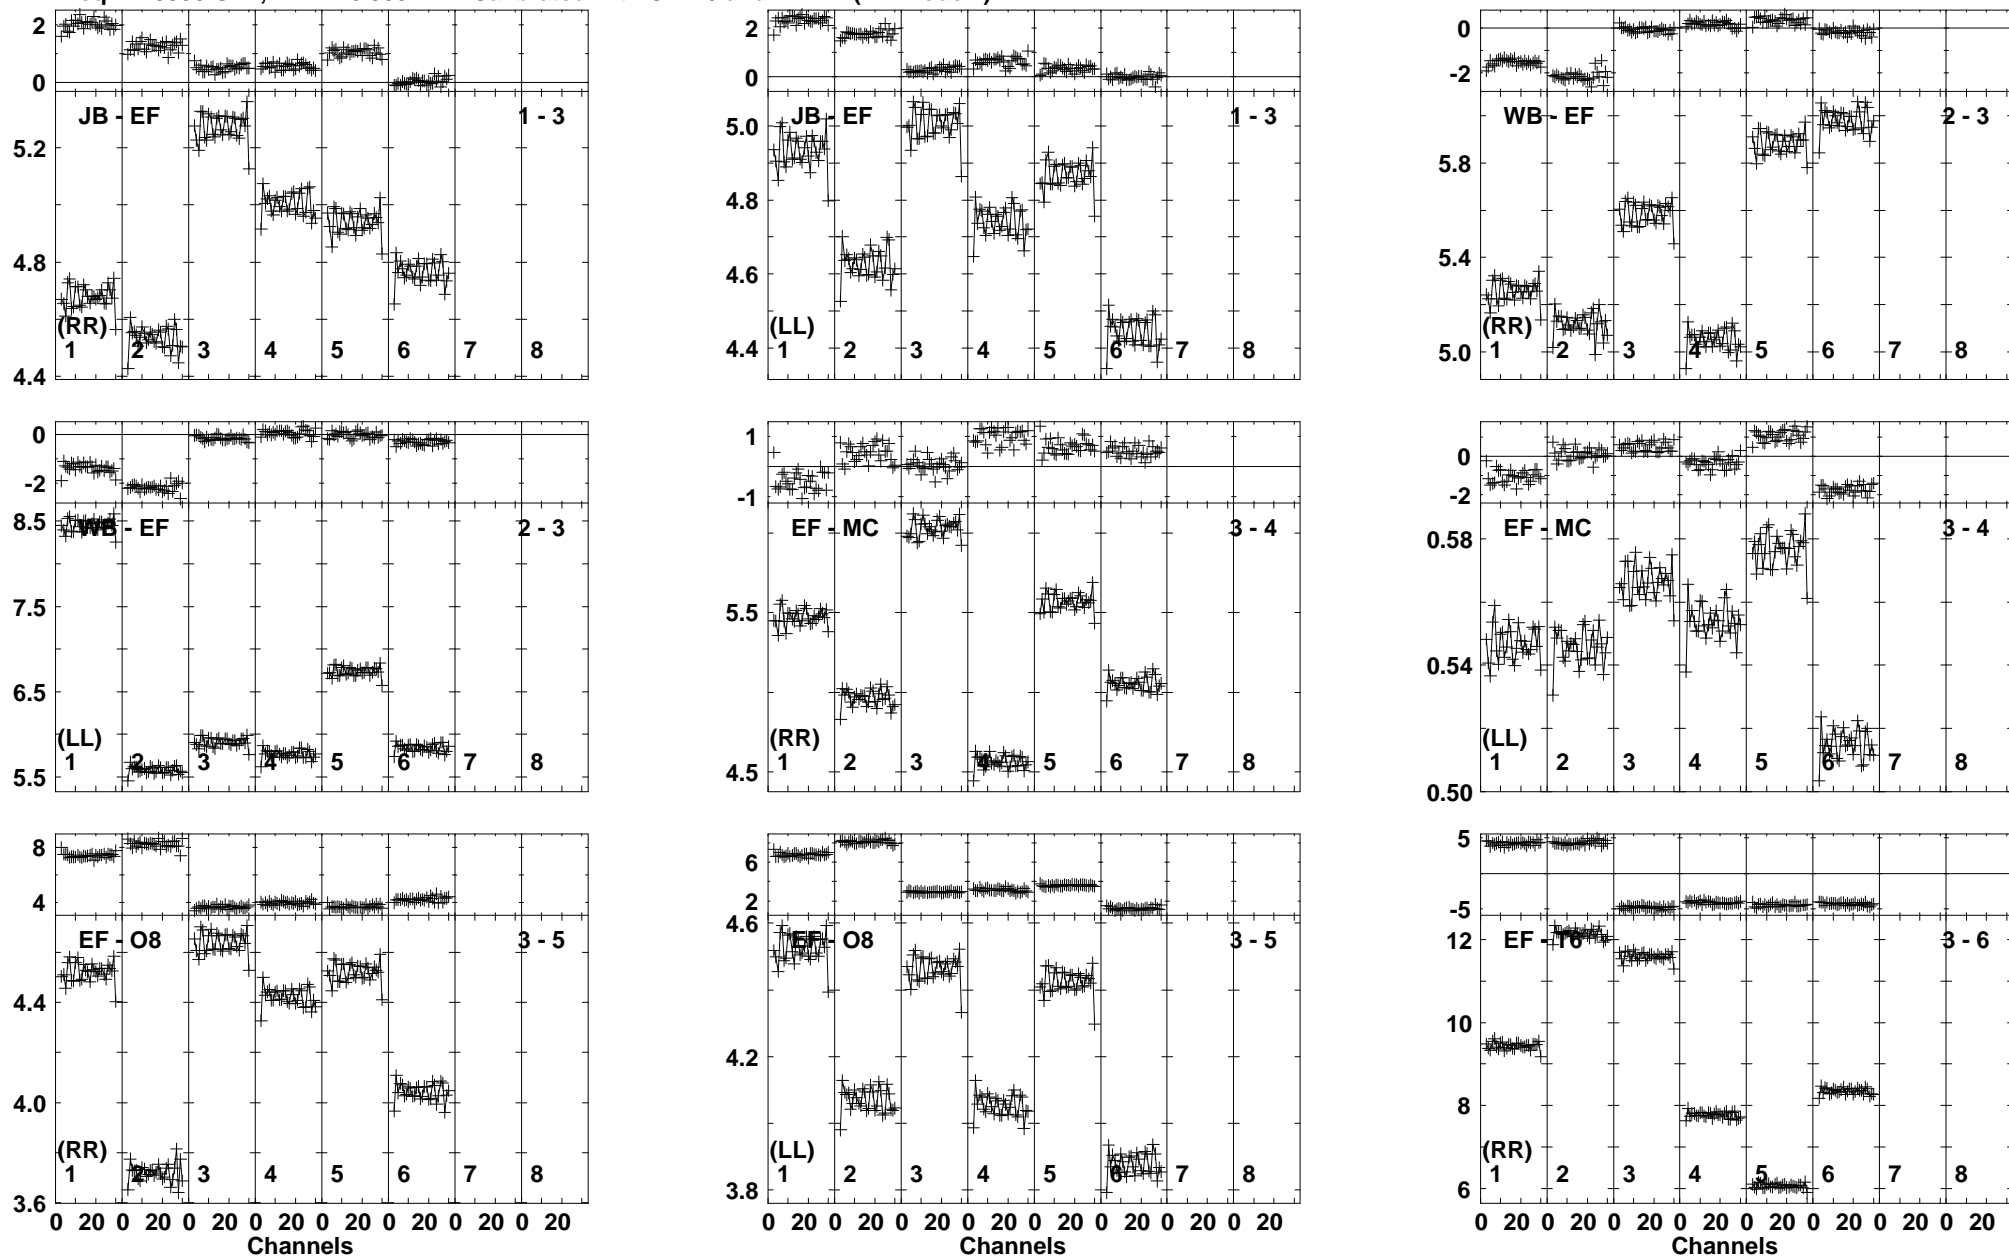 2
0
JB - EF
1 - 3
5.2
4.8
4.4
(RR)
1 2 3 4 5 6 7 8
2
0
JB - EF
1 - 3
5.0
4.8
4.6
4.4
(LL)
1 2 3 4 5 6 7 8
0
-2
WB - EF
2 - 3
5.8
5.4
5.0
(RR)
1 2 3 4 5 6 7 8
0
-2
WB - EF
2 - 3
8.5
7.5
6.5
5.5
(LL)
1 2 3 4 5 6 7 8
1
-1
EF - MC
3 - 4
5.5
4.5
(RR)
1 2 3 4 5 6 7 8
0
-2
EF - MC
3 - 4
0.58
0.54
0.50
(LL)
1 2 3 4 5 6 7 8
8
4
EF - O8
3 - 5
4.4
4.0
3.6
(RR)
1 2 3 4 5 6 7 8
0 20 0 20 0 20 0 20 0 20 0 20 0 20 0 20
Channels
6
2
EF - O8
3 - 5
4.6
4.2
3.8
(LL)
1 2 3 4 5 6 7 8
0 20 0 20 0 20 0 20 0 20 0 20 0 20 0 20
Channels
5
-5
EF - T6
3 - 6
12
10
8
6
(RR)
1 2 3 4 5 6 7 8
0 20 0 20 0 20 0 20 0 20 0 20 0 20 0 20
Channels